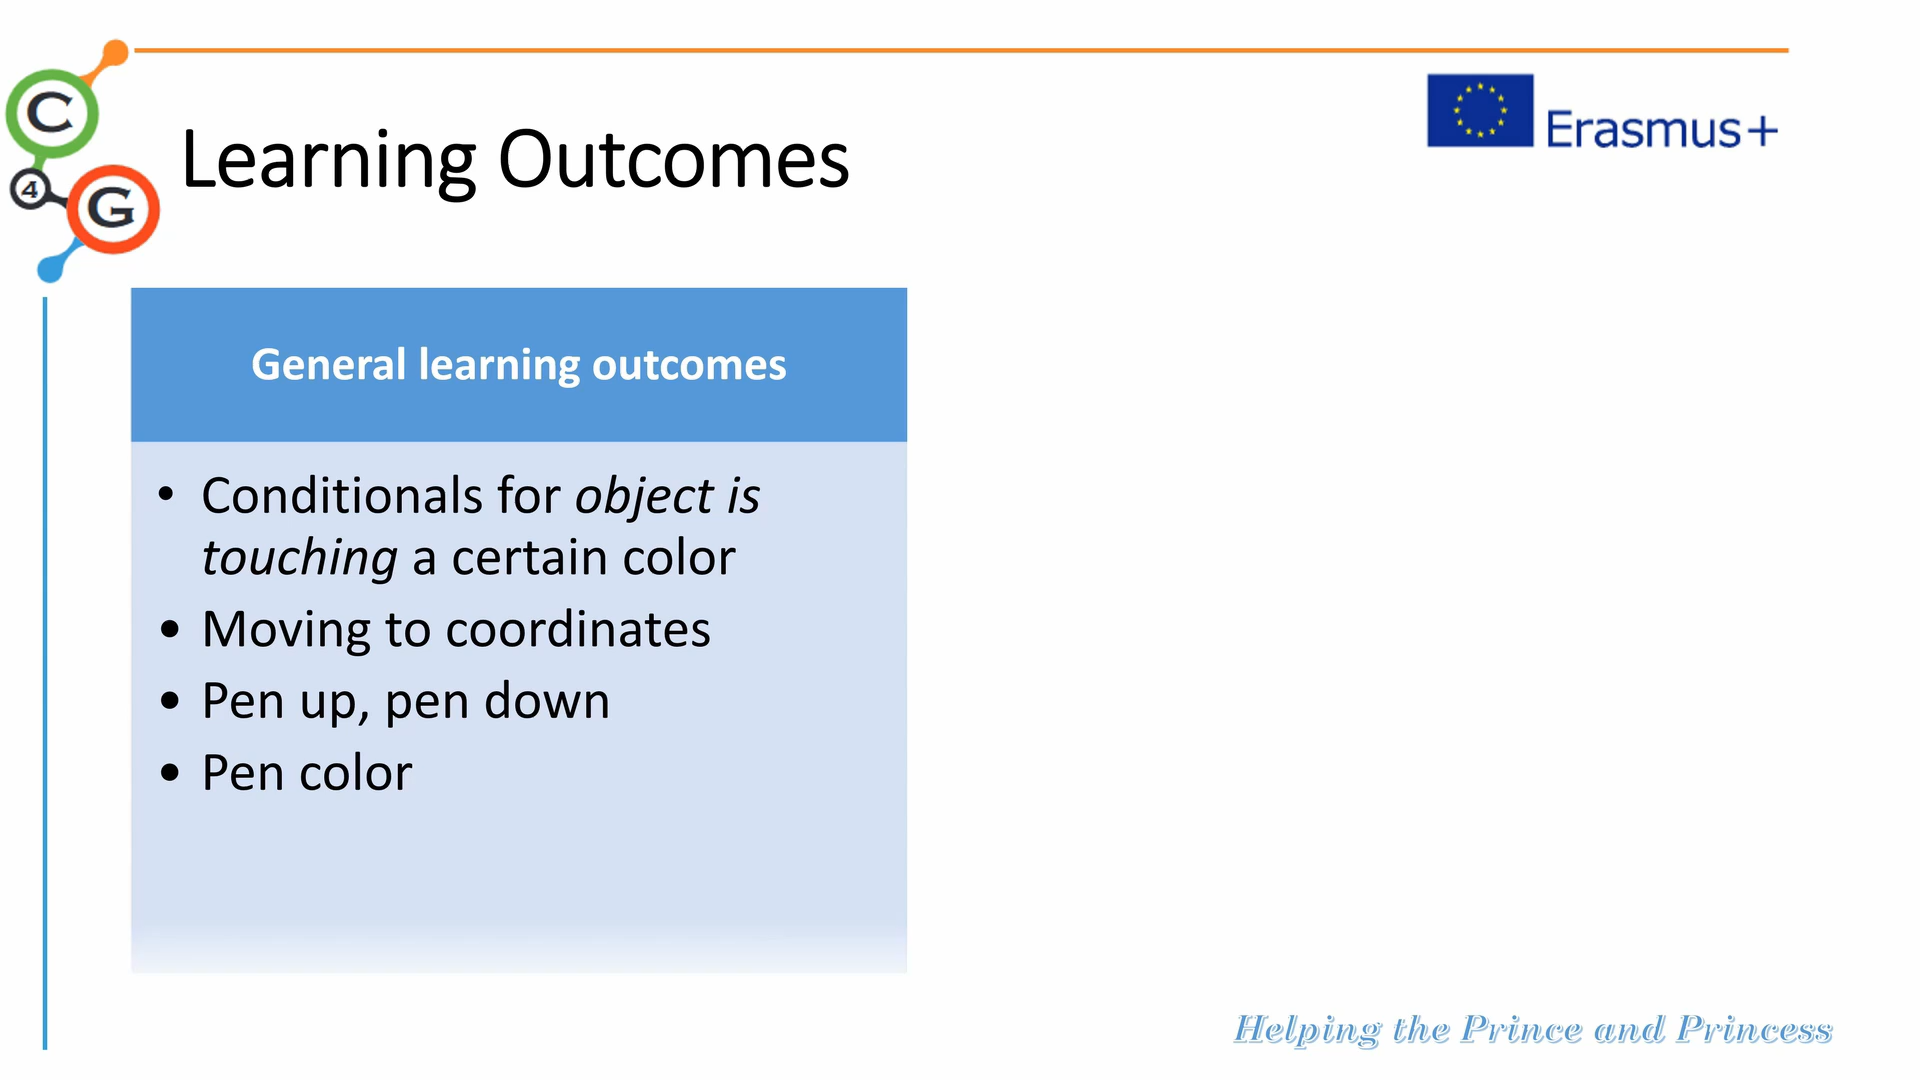 C
4
G
Learning Outcomes
Erasmus+
General learning outcomes
• Conditionals for object is
touching a certain color
• Moving to coordinates
• Pen up, pen down
• Pen color
Helping the Prince and Princess